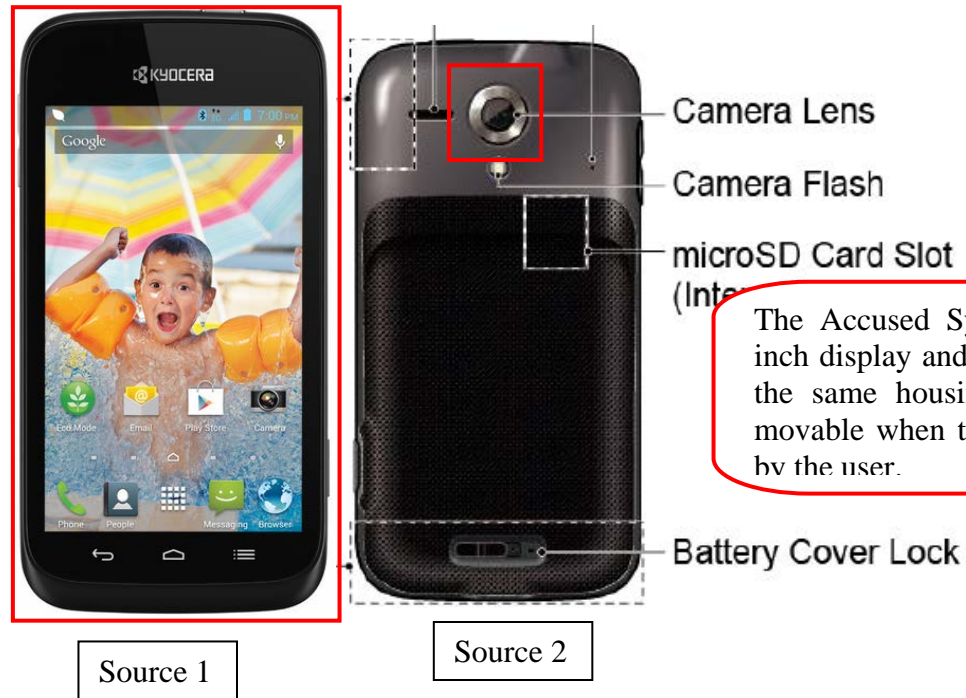 KYOCERA
7:00 PM
Google
Eco Mode
Email
Play Store
Camera
Phone
People
Messaging
Browser
Camera Lens
Camera Flash
microSD Card Slot
(Inte
The Accused Sy
inch display and
the same housi
movable when t
by the user.
Battery Cover Lock
Source 1
Source 2